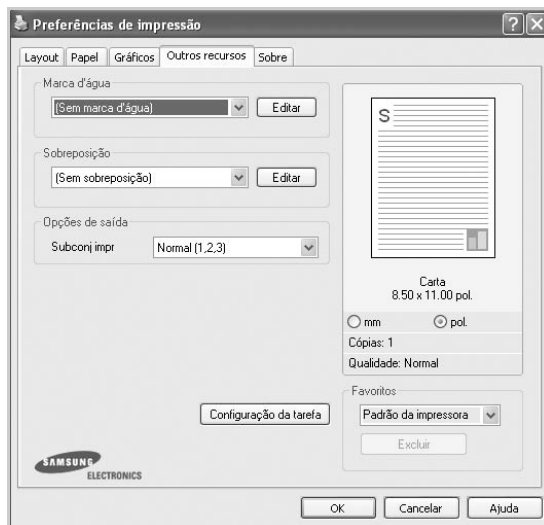 Preferências de impressão
Layout Papel Gráficos Outros recursos Sobre
Marca d'água
(Sem marca d'água) Editar
Sobreposição
(Sem sobreposição) Editar
Opções de saída
Subconj impr Normal (1,2,3)
S
Carta
8.50 x 11.00 pol.
mm pol.
Cópias: 1
Qualidade: Normal
Favoritos
Padrão da impressora
Excluir
Configuração da tarefa
SAMSUNG
ELECTRONICS
OK Cancelar Ajuda